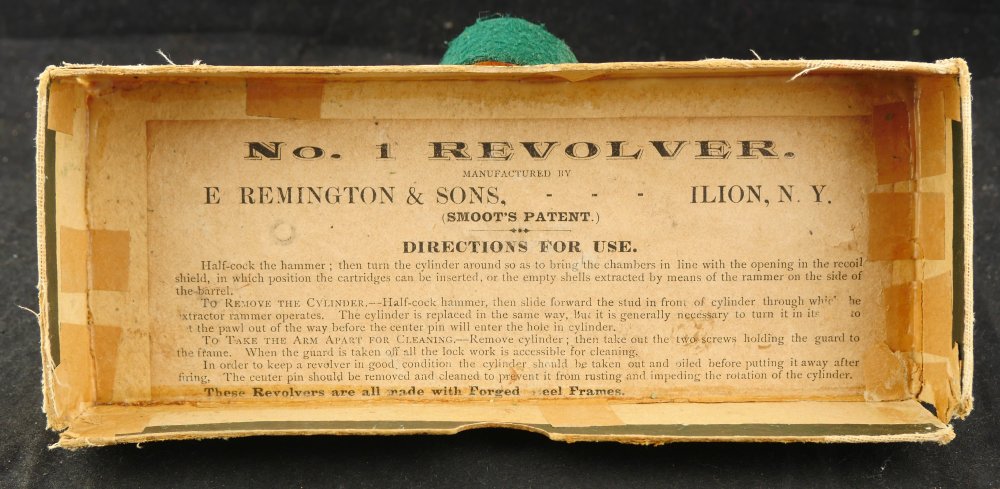 No. 1 REVOLVER.
MANUFACTURED BY
E REMINGTON & SONS, - - - ILION, N. Y.
(SMOOT'S PATENT.)
DIRECTIONS FOR USE.
Half-cock the hammer; then turn the cylinder around so as to bring the chambers in line with the opening in the recoil
shield, in which position the cartridges can be inserted, or the empty shells extracted by means of the rammer on the side of
the barrel.
TO REMOVE THE CYLINDER.—Half-cock hammer, then slide forward the stud in front of cylinder through which he
xtractor rammer operates. The cylinder is replaced in the same way, but it is generally necessary to turn it in its to
the pawl out of the way before the center pin will enter the hole in cylinder.
TO TAKE THE ARM APART FOR CLEANING.—Remove cylinder; then take out the two screws holding the guard to
the frame. When the guard is taken off all the lock work is accessible for cleaning.
In order to keep a revolver in good condition the cylinder should be taken out and oiled before putting it away after
firing. The center pin should be removed and cleaned to prevent it from rusting and impeding the rotation of the cylinder.
These Revolvers are all made with Forged eel Frames.